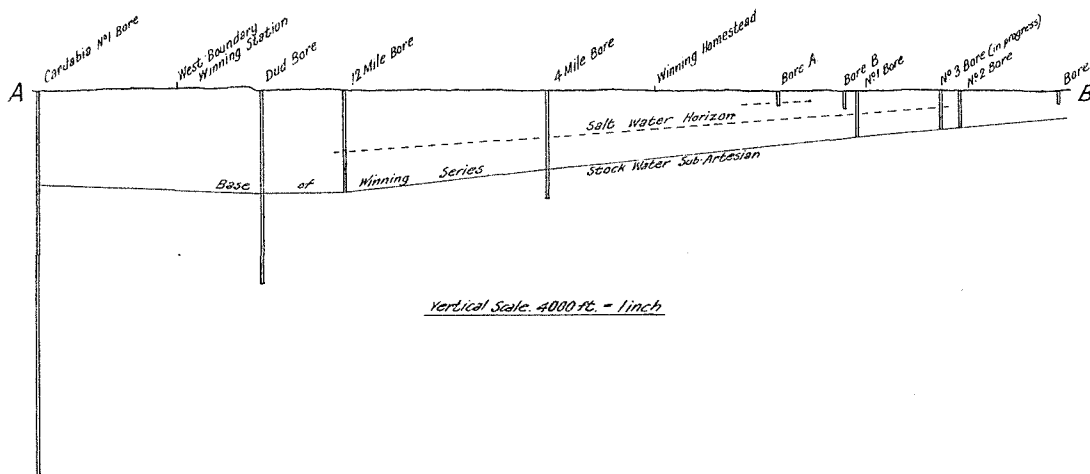 Cardabia Nº1 Bore
West Boundary
Winning Station
Dud Bore
12 Mile Bore
4 Mile Bore
Winning Homestead
Bore A
Bore B
Nº1 Bore
Nº3 Bore (in progress)
Nº2 Bore
Bore
A
B
Salt Water Horizon
Base of Winning Series
Stock Water Sub-Artesian
Vertical Scale. 4000 ft. = 1 inch